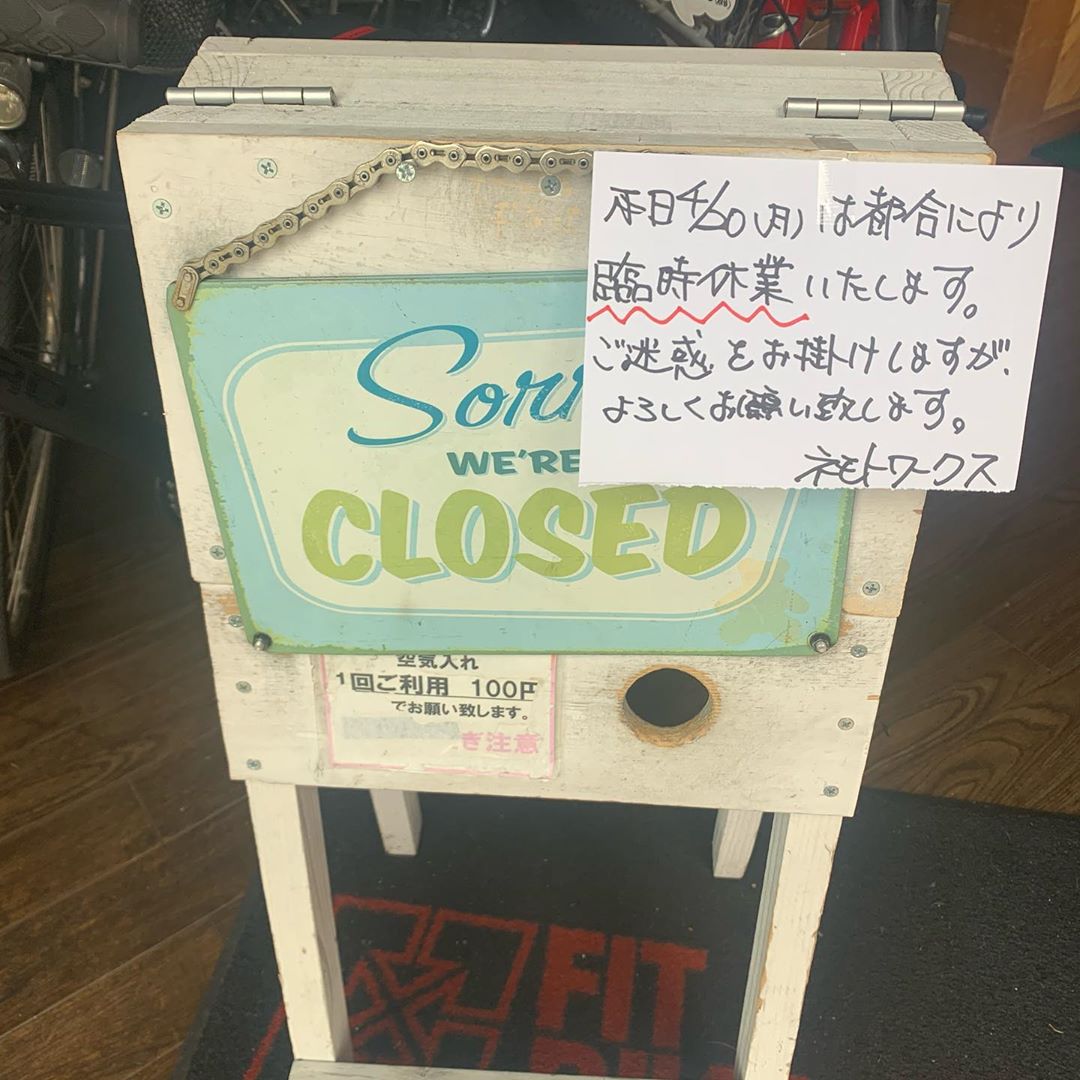 本日4/20(月)は都合により
臨時休業いたします。
ご迷惑をお掛けしますが、
よろしくお願い致します。
ネモトワークス
WE'RE
CLOSED
空気入れ
1回ご利用 100円
でお願い致します。
ぎ注意
FIT